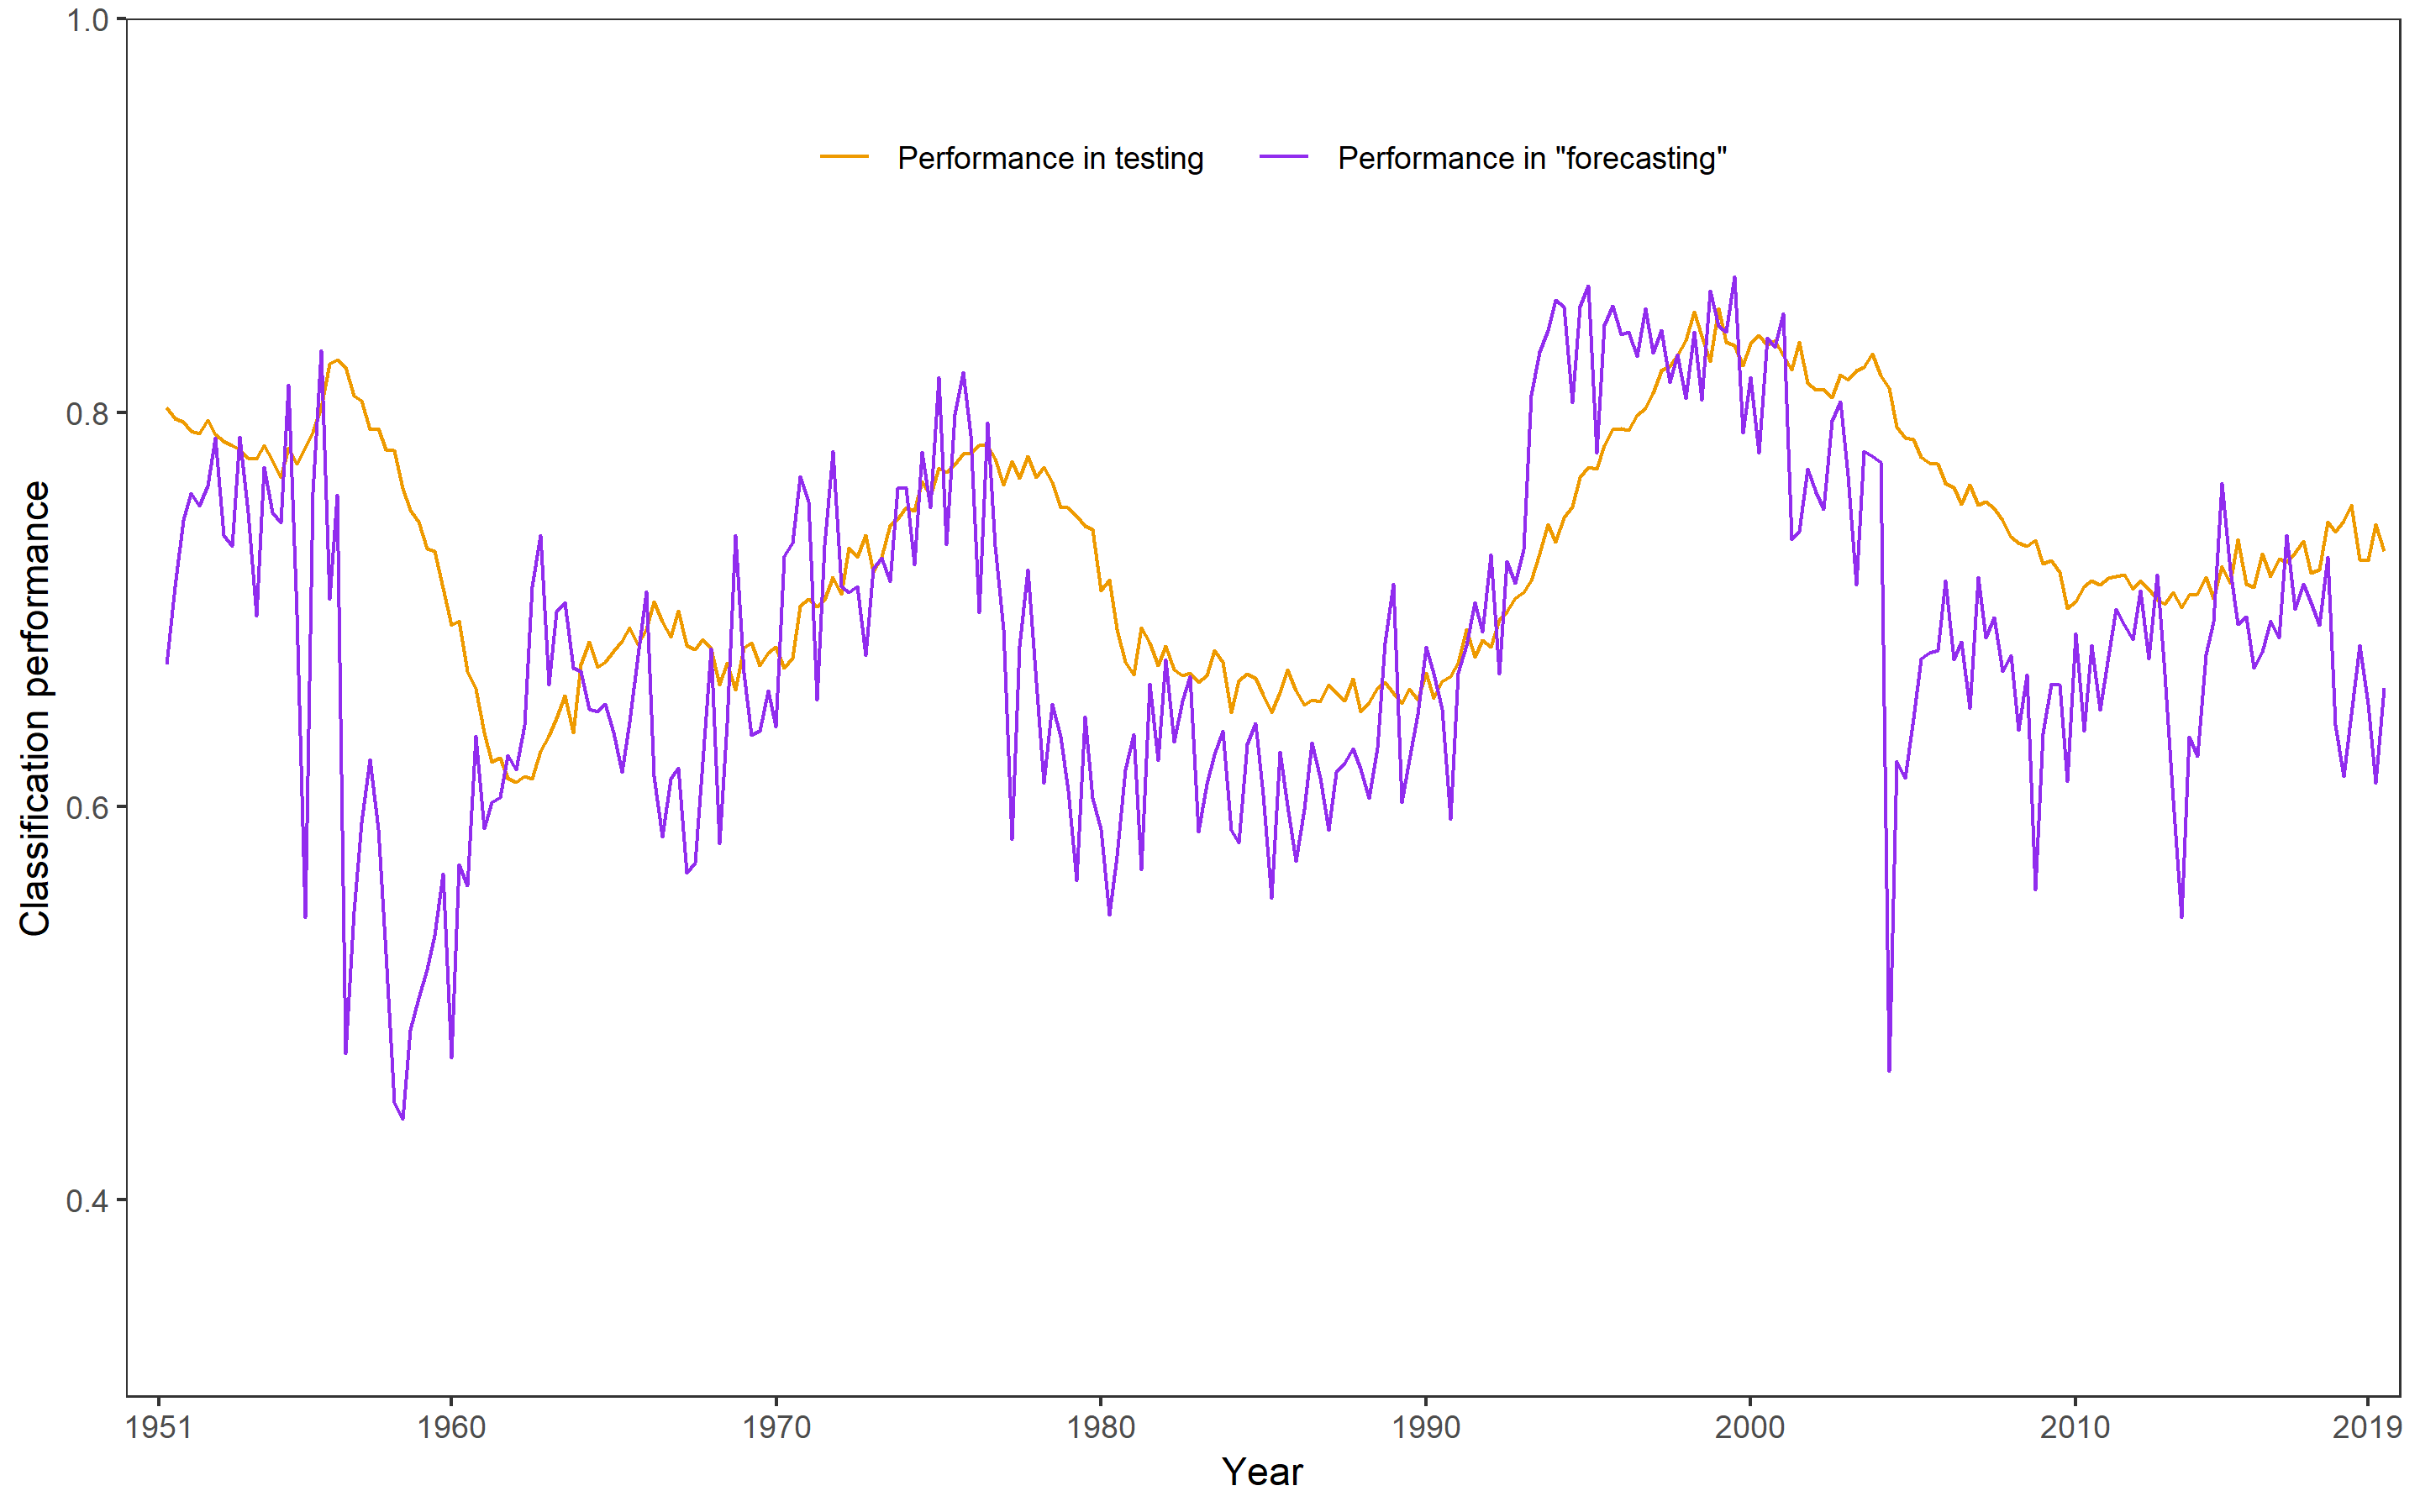 1.0
Performance in testing Performance in "forecasting"
0.8
0.6
0.4
Classification performance
1951 1960 1970 1980 1990 2000 2010 2019
Year